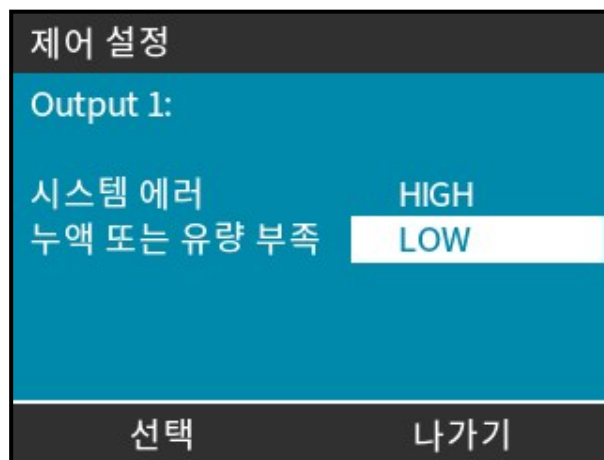 제어 설정
Output 1:
시스템 에러 HIGH
누액 또는 유량 부족 LOW
선택 나가기